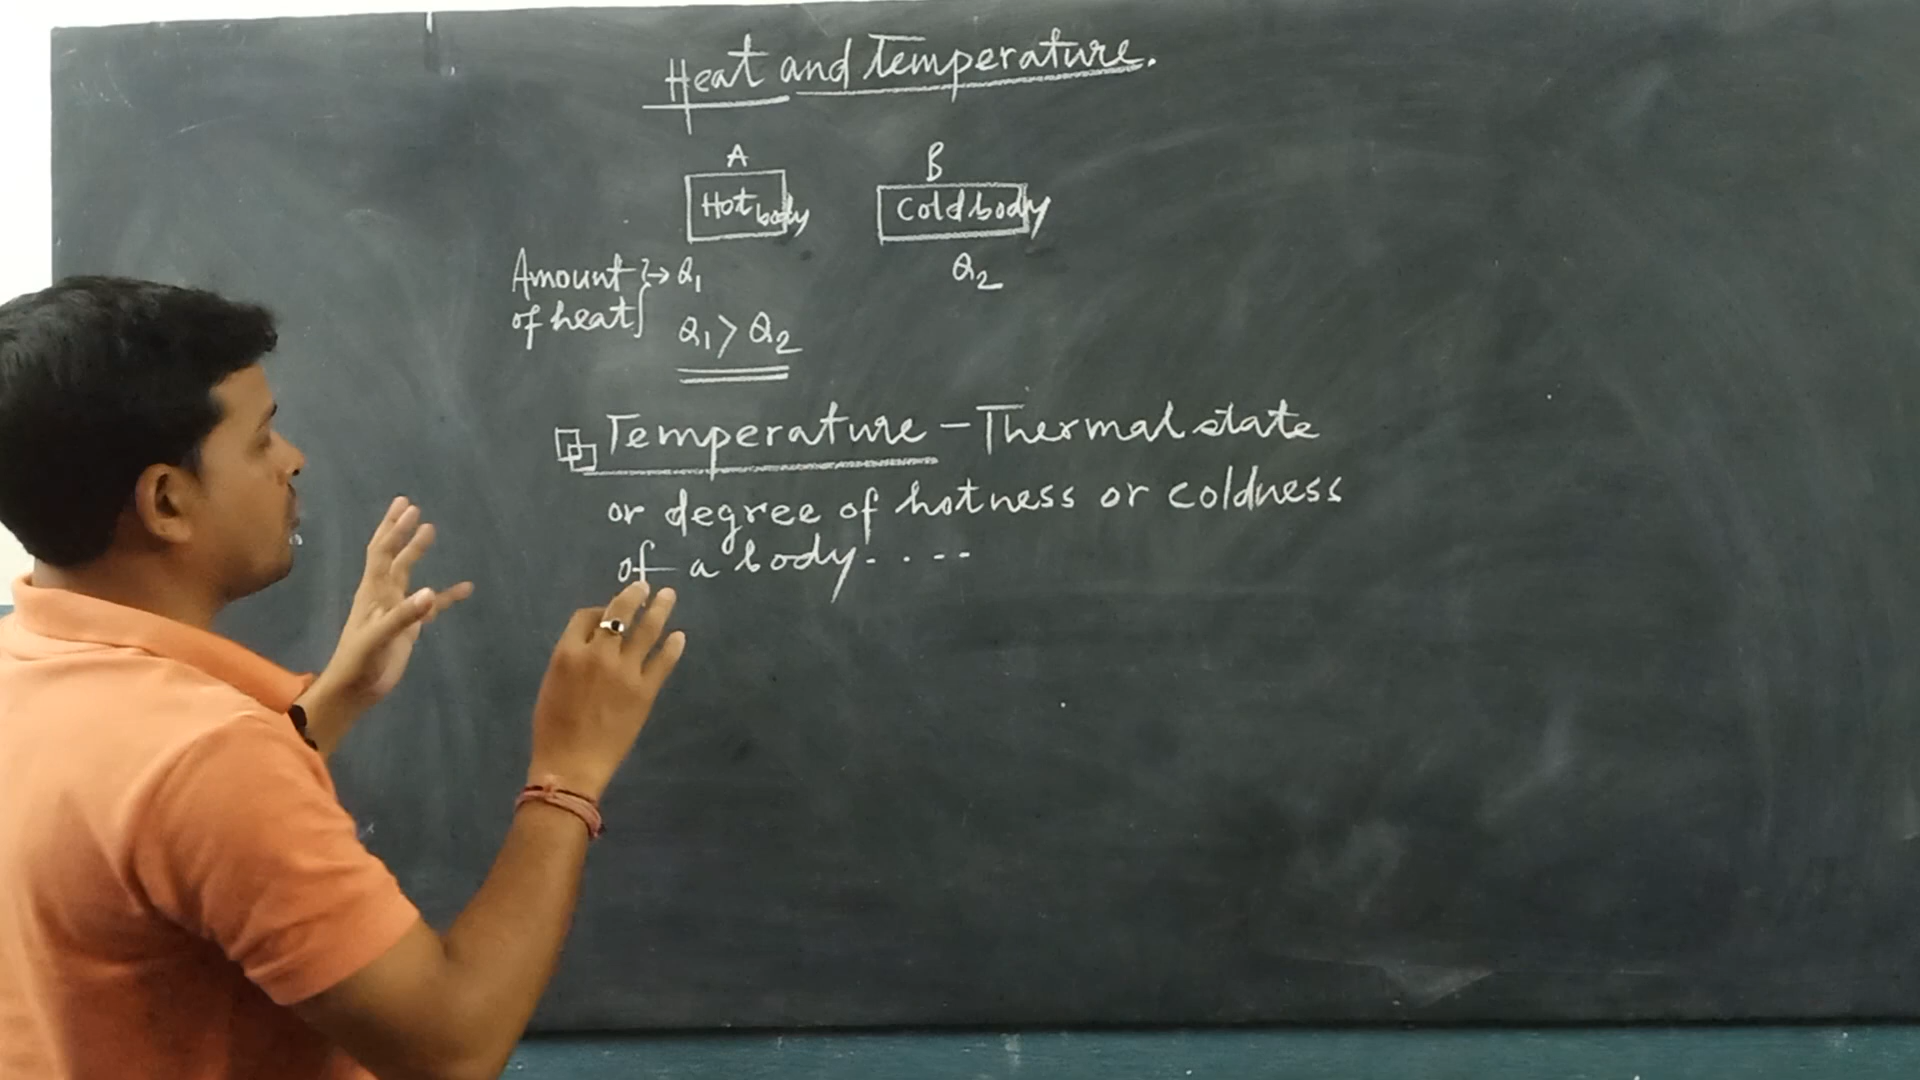 Heat and Temperature.
A B
Hot body Cold body
Amount } → Q1 Q2
of heat
Q1 > Q2
Temperature - Thermal state
or degree of hotness or coldness
of a body. . . --